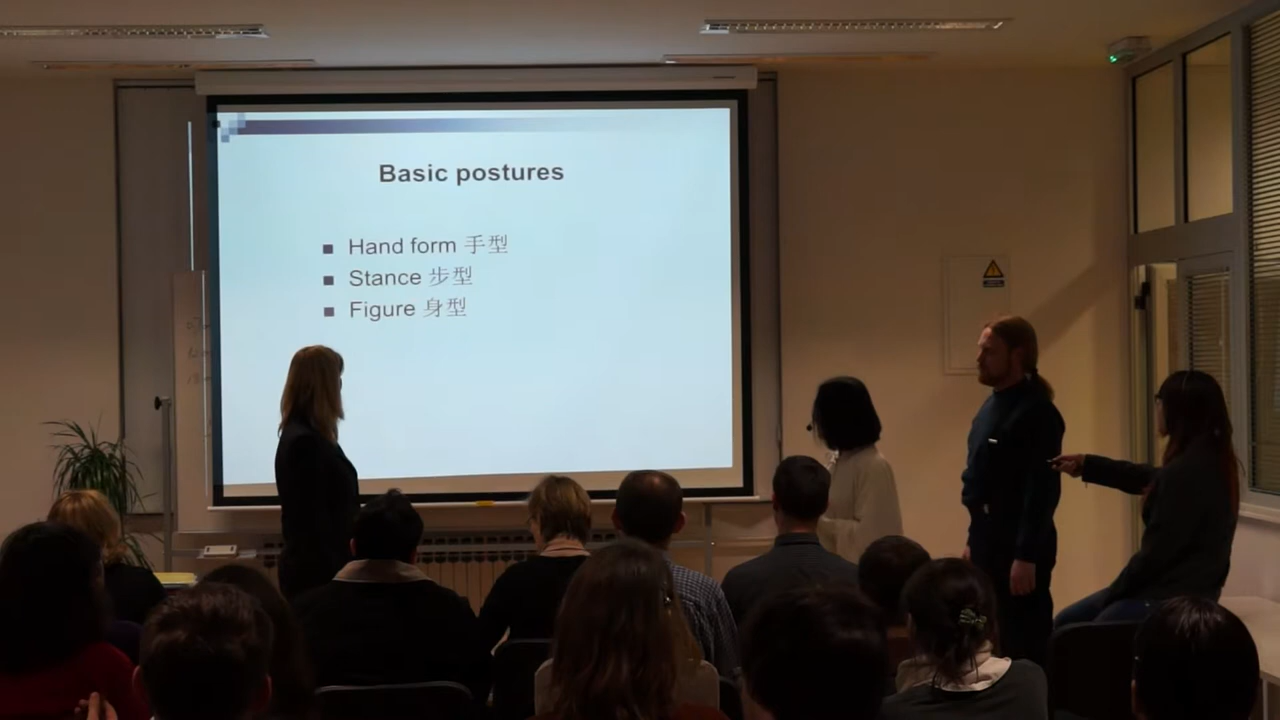 Basic postures
Hand form 手型
Stance 步型
Figure 身型